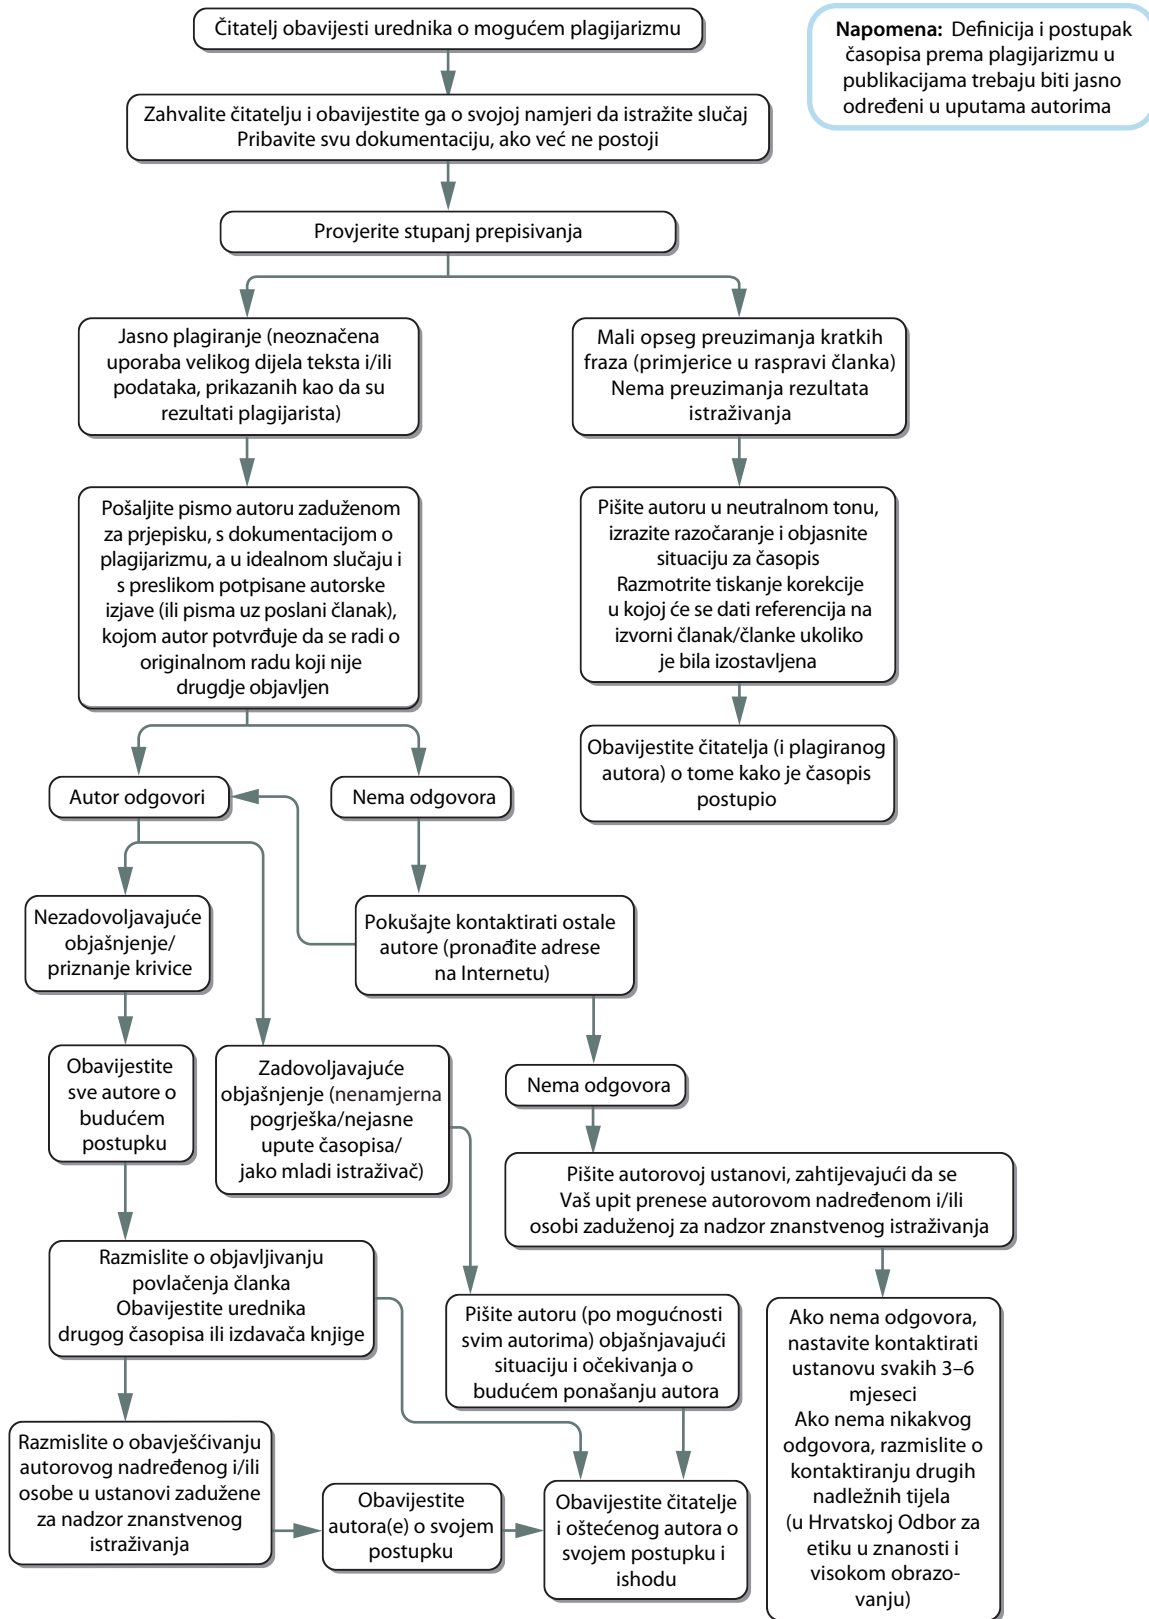 Čitatelj obavijesti urednika o mogućem plagijarizmu
Napomena: Definicija i postupak
časopisa prema plagijarizmu u
publikacijama trebaju biti jasno
određeni u uputama autorima
Zahvalite čitatelju i obavijestite ga o svojoj namjeri da istražite slučaj
Pribavite svu dokumentaciju, ako već ne postoji
Provjerite stupanj prepisivanja
Jasno plagiranje (neoznačena
uporaba velikog dijela teksta i/ili
podataka, prikazanih kao da su
rezultati plagijarista)
Mali opseg preuzimanja kratkih
fraza (primjerice u raspravi članka)
Nema preuzimanja rezultata
istraživanja
Pošaljite pismo autoru zaduženom
za prjepisku, s dokumentacijom o
plagijarizmu, a u idealnom slučaju i
s preslikom potpisane autorske
izjave (ili pisma uz poslani članak),
kojom autor potvrđuje da se radi o
originalnom radu koji nije
drugdje objavljen
Pišite autoru u neutralnom tonu,
izrazite razočaranje i objasnite
situaciju za časopis
Razmotrite tiskanje korekcije
u kojoj će se dati referencija na
izvorni članak/članke ukoliko
je bila izostavljena
Obavijestite čitatelja (i plagiranog
autora) o tome kako je časopis
postupio
Autor odgovori
Nema odgovora
Nezadovoljavajuće
objašnjenje/
priznanje krivice
Pokušajte kontaktirati ostale
autore (pronađite adrese
na Internetu)
Obavijestite
sve autore o
budućem
postupku
Zadovoljavajuće
objašnjenje (nenamjerna
pogrješka/nejasne
upute časopisa/
jako mladi istraživač)
Nema odgovora
Pišite autorovoj ustanovi, zahtijevajući da se
Vaš upit prenese autorovom nadređenom i/ili
osobi zaduženoj za nadzor znanstvenog istraživanja
Razmislite o objavljivanju
povlačenja članka
Obavijestite urednika
drugog časopisa ili izdavača knjige
Pišite autoru (po mogućnosti
svim autorima) objašnjavajući
situaciju i očekivanja o
budućem ponašanju autora
Ako nema odgovora,
nastavite kontaktirati
ustanovu svakih 3–6
mjeseci
Ako nema nikakvog
odgovora, razmislite o
kontaktiranju drugih
nadležnih tijela
(u Hrvatskoj Odbor za
etiku u znanosti i
visokom obrazo-
vanju)
Razmislite o obavješćivanju
autorovog nadređenog i/ili
osobe u ustanovi zadužene
za nadzor znanstvenog
istraživanja
Obavijestite
autora(e) o svojem
postupku
Obavijestite čitatelje
i oštećenog autora o
svojem postupku i
ishodu